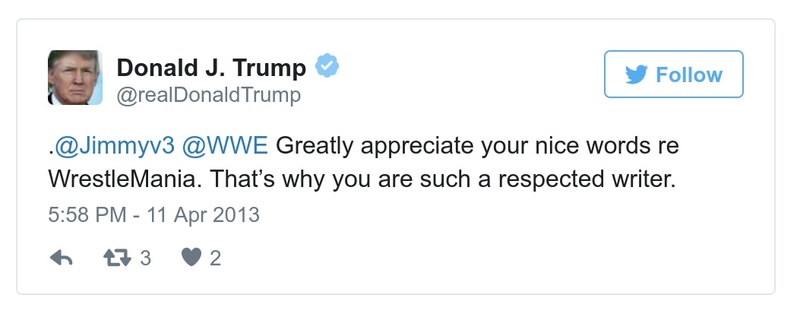 Donald J. Trump
@realDonaldTrump
Follow
.@Jimmyv3 @WWE Greatly appreciate your nice words re
WrestleMania. That’s why you are such a respected writer.
5:58 PM - 11 Apr 2013
3 2